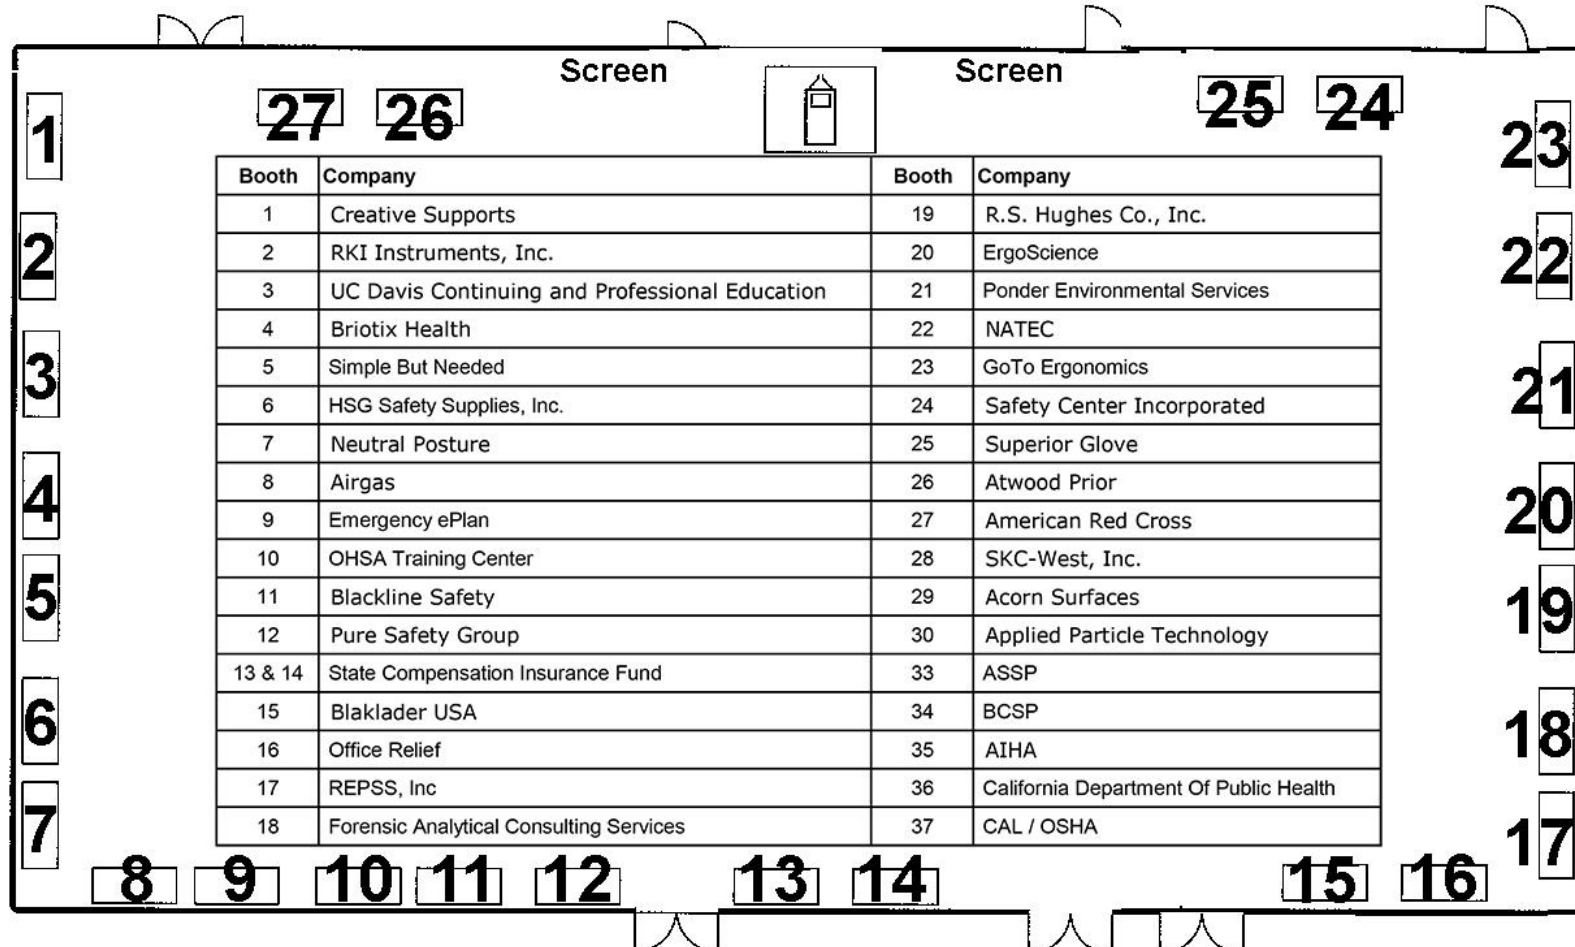 Screen Screen
27 26 25 24
1
23
2
22
3
21
4
20
5
19
6
18
7
17
Booth Company Booth Company
1 Creative Supports 19 R.S. Hughes Co., Inc.
2 RKI Instruments, Inc. 20 ErgoScience
3 UC Davis Continuing and Professional Education 21 Ponder Environmental Services
4 Briotix Health 22 NATEC
5 Simple But Needed 23 GoTo Ergonomics
6 HSG Safety Supplies, Inc. 24 Safety Center Incorporated
7 Neutral Posture 25 Superior Glove
8 Airgas 26 Atwood Prior
9 Emergency ePlan 27 American Red Cross
10 OHSA Training Center 28 SKC-West, Inc.
11 Blackline Safety 29 Acorn Surfaces
12 Pure Safety Group 30 Applied Particle Technology
13 & 14 State Compensation Insurance Fund 33 ASSP
15 Blaklader USA 34 BCSP
16 Office Relief 35 AIHA
17 REPSS, Inc 36 California Department Of Public Health
18 Forensic Analytical Consulting Services 37 CAL / OSHA
8 9 10 11 12 13 14 15 16